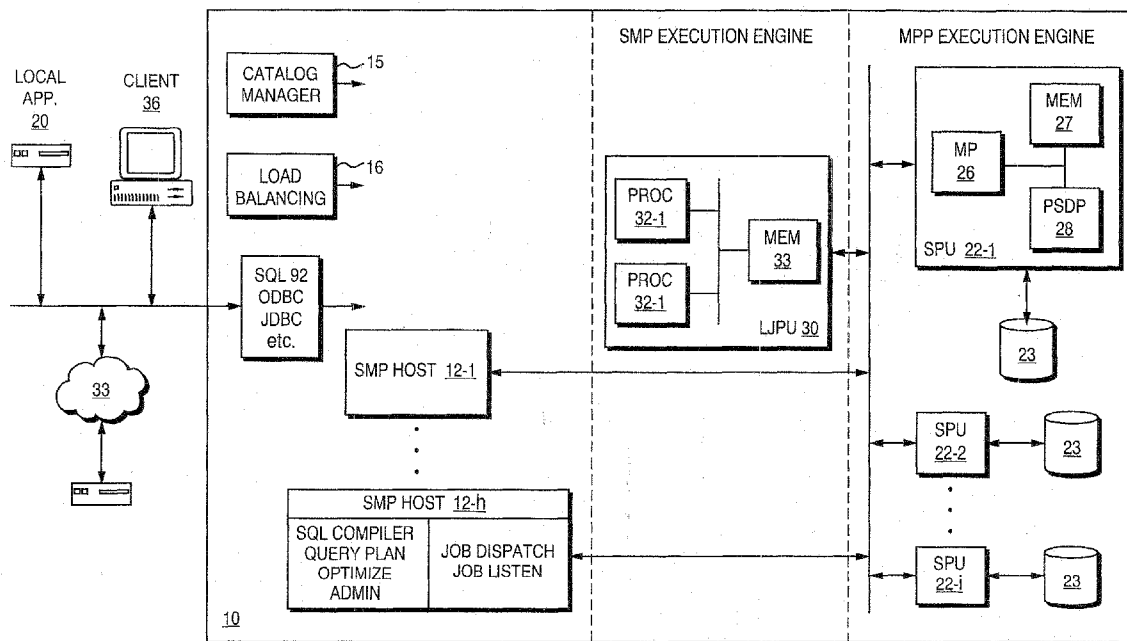 LOCAL
APP.
20
CLIENT
36
33
CATALOG
MANAGER
15
LOAD
BALANCING
16
SQL 92
ODBC
JDBC
etc.
SMP HOST 12-1
SMP HOST 12-h
SQL COMPILER
QUERY PLAN
OPTIMIZE
ADMIN
JOB DISPATCH
JOB LISTEN
10
SMP EXECUTION ENGINE
PROC
32-1
PROC
32-1
MEM
33
LJPU 30
MPP EXECUTION ENGINE
MEM
27
MP
26
PSDP
28
SPU 22-1
23
SPU
22-2
23
SPU
22-i
23